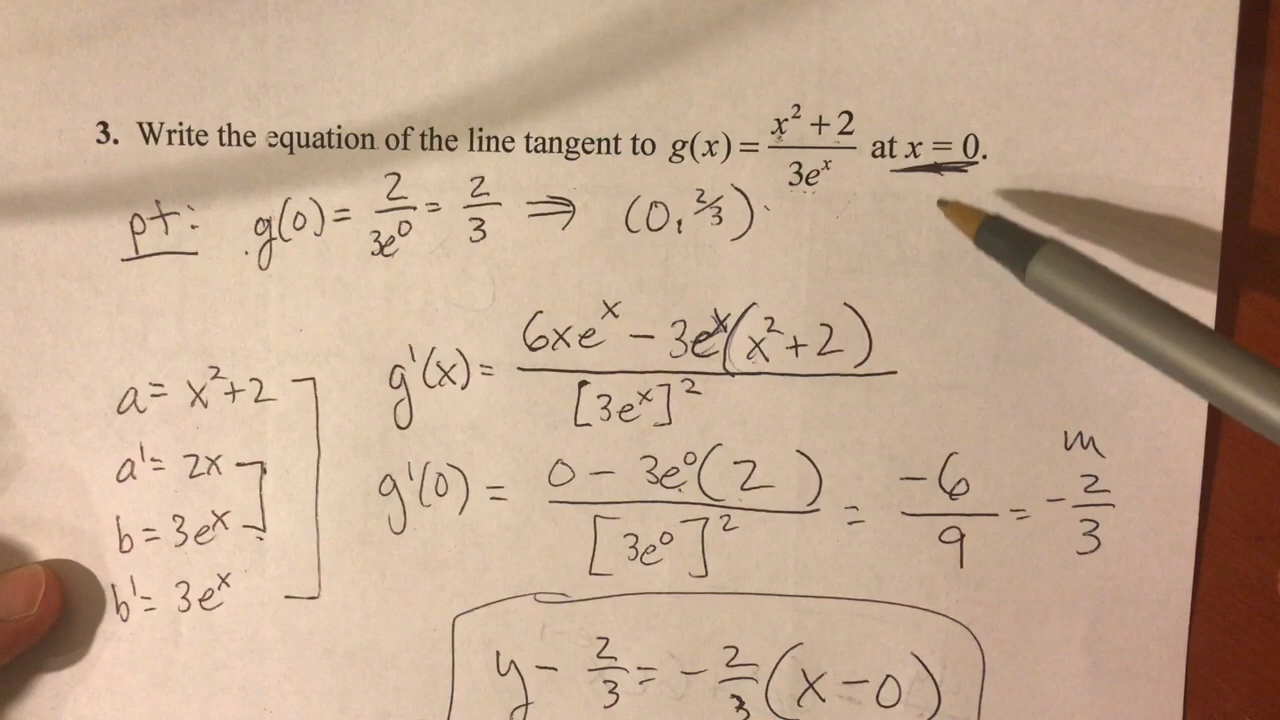 3. Write the equation of the line tangent to g(x) = (x² + 2)/(3eˣ) at x = 0.
pt: g(0) = 2/(3e⁰) = 2/3 ⇒ (0, 2/3)
g'(x) = (6xeˣ − 3eˣ(x² + 2))/[3eˣ]²
a = x² + 2
a' = 2x
b = 3eˣ
b' = 3eˣ
g'(0) = (0 − 3e⁰(2))/[3e⁰]² = −6/9 = −2/3
m
y − 2/3 = −2/3(x − 0)